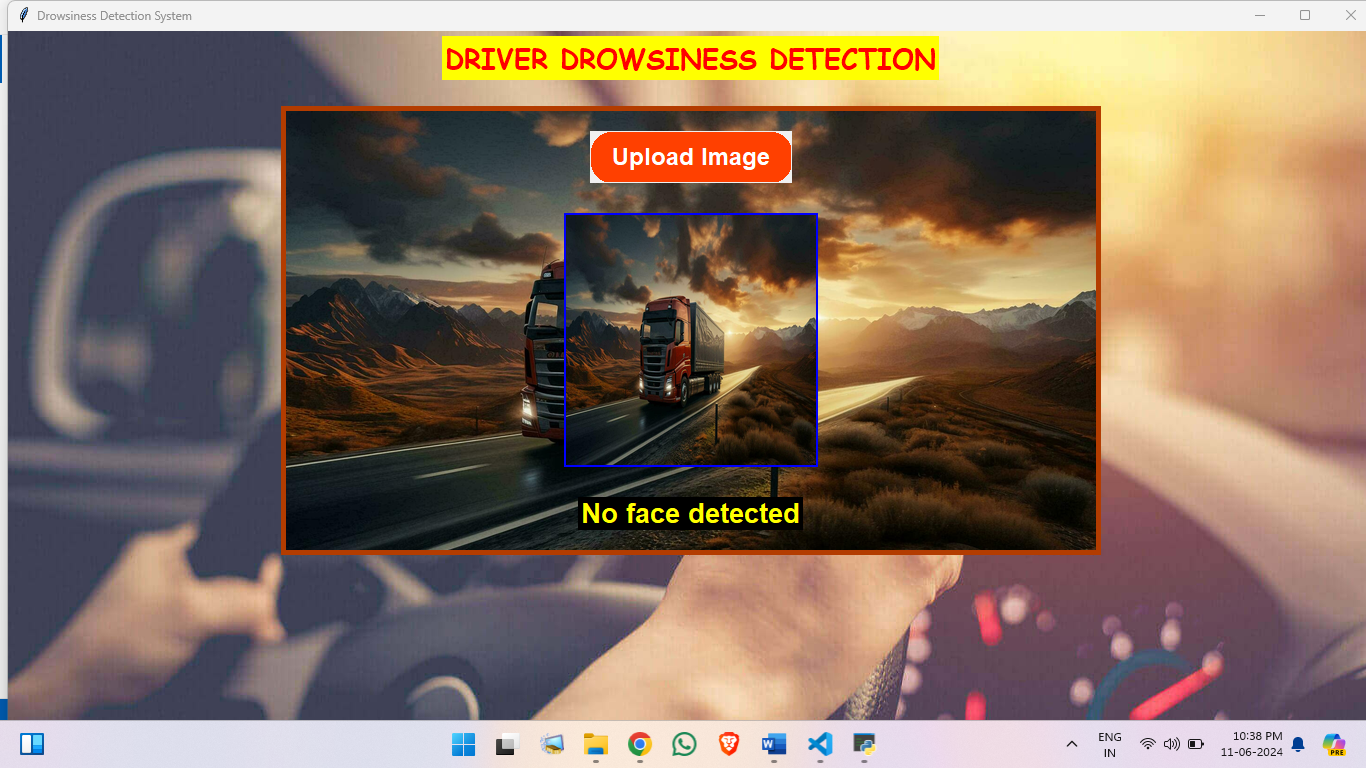 Drowsiness Detection System
DRIVER DROWSINESS DETECTION
Upload Image
No face detected
ENG
IN
10:38 PM
11-06-2024
PRE